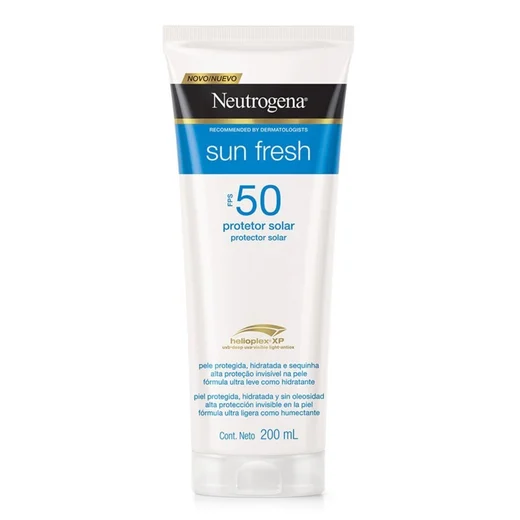 NOVO/NUEVO
Neutrogena®
RECOMMENDED BY DERMATOLOGISTS
sun fresh
FPS 50
protetor solar
protector solar
helioplex®XP
pele protegida, hidratada e sequinha
alta proteção invisível na pele
fórmula ultra leve como hidratante
piel protegida, hidratada y sin oleosidad
alta protección invisible en la piel
fórmula ultra ligera como humectante
Cont. Neto 200 mL